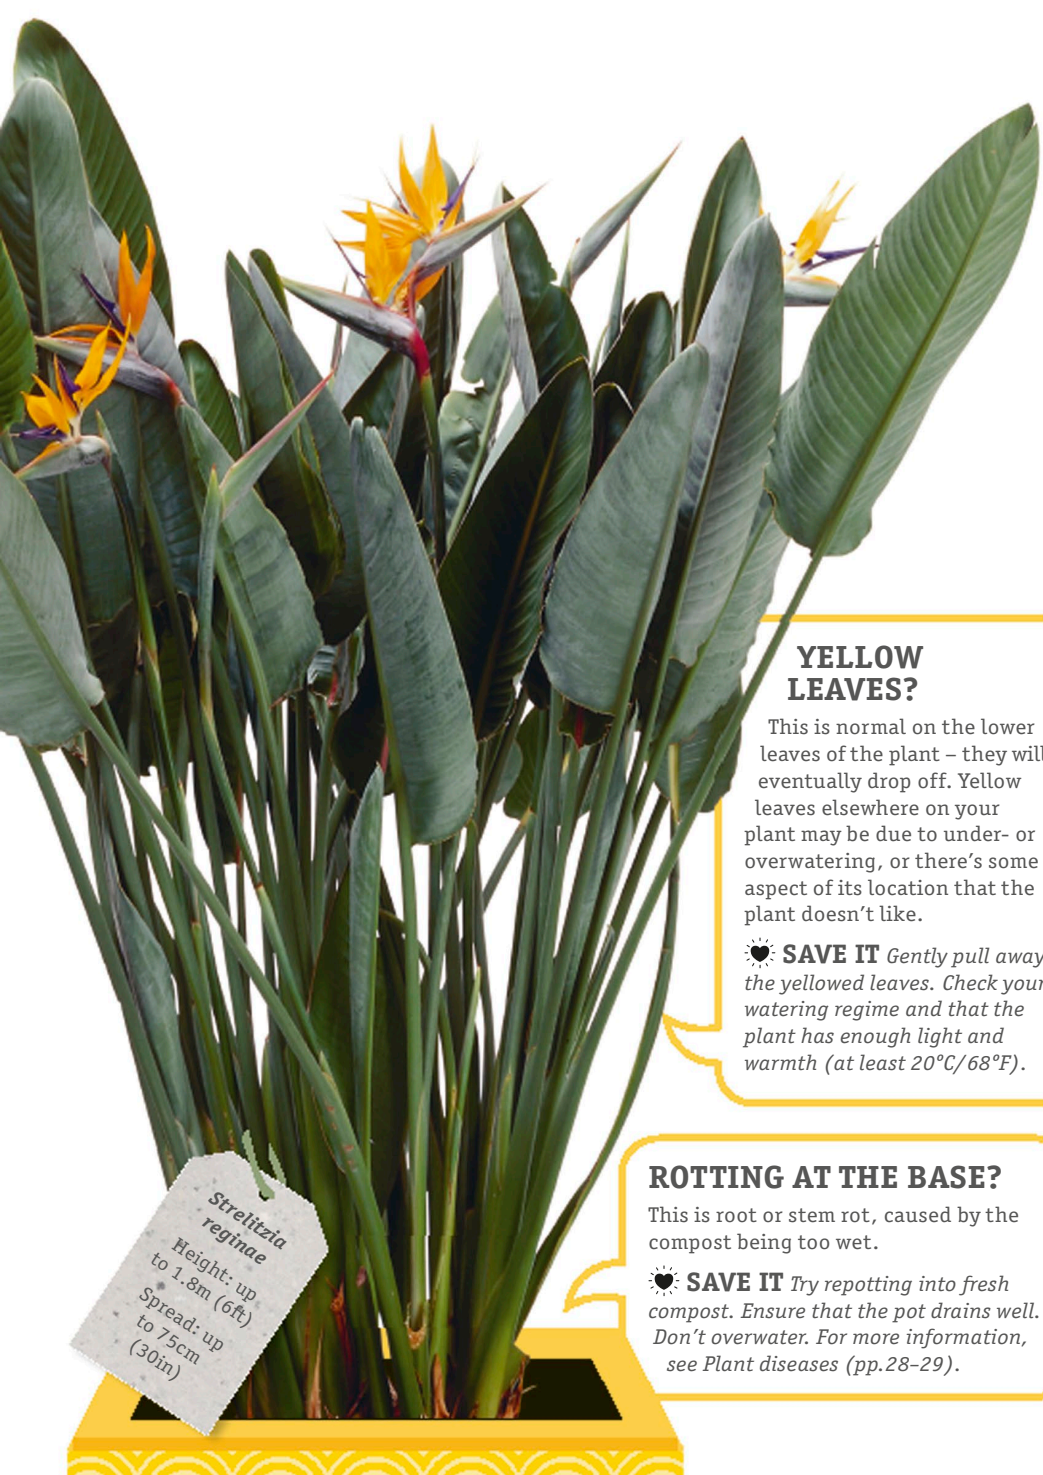 YELLOW
LEAVES?
This is normal on the lower
leaves of the plant – they will
eventually drop off. Yellow
leaves elsewhere on your
plant may be due to under- or
overwatering, or there’s some
aspect of its location that the
plant doesn’t like.
SAVE IT Gently pull away
the yellowed leaves. Check your
watering regime and that the
plant has enough light and
warmth (at least 20°C/68°F).
ROTTING AT THE BASE?
This is root or stem rot, caused by the
compost being too wet.
SAVE IT Try repotting into fresh
compost. Ensure that the pot drains well.
Don’t overwater. For more information,
see Plant diseases (pp.28–29).
Strelitzia
reginae
Height: up
to 1.8m (6ft)
Spread: up
to 75cm
(30in)